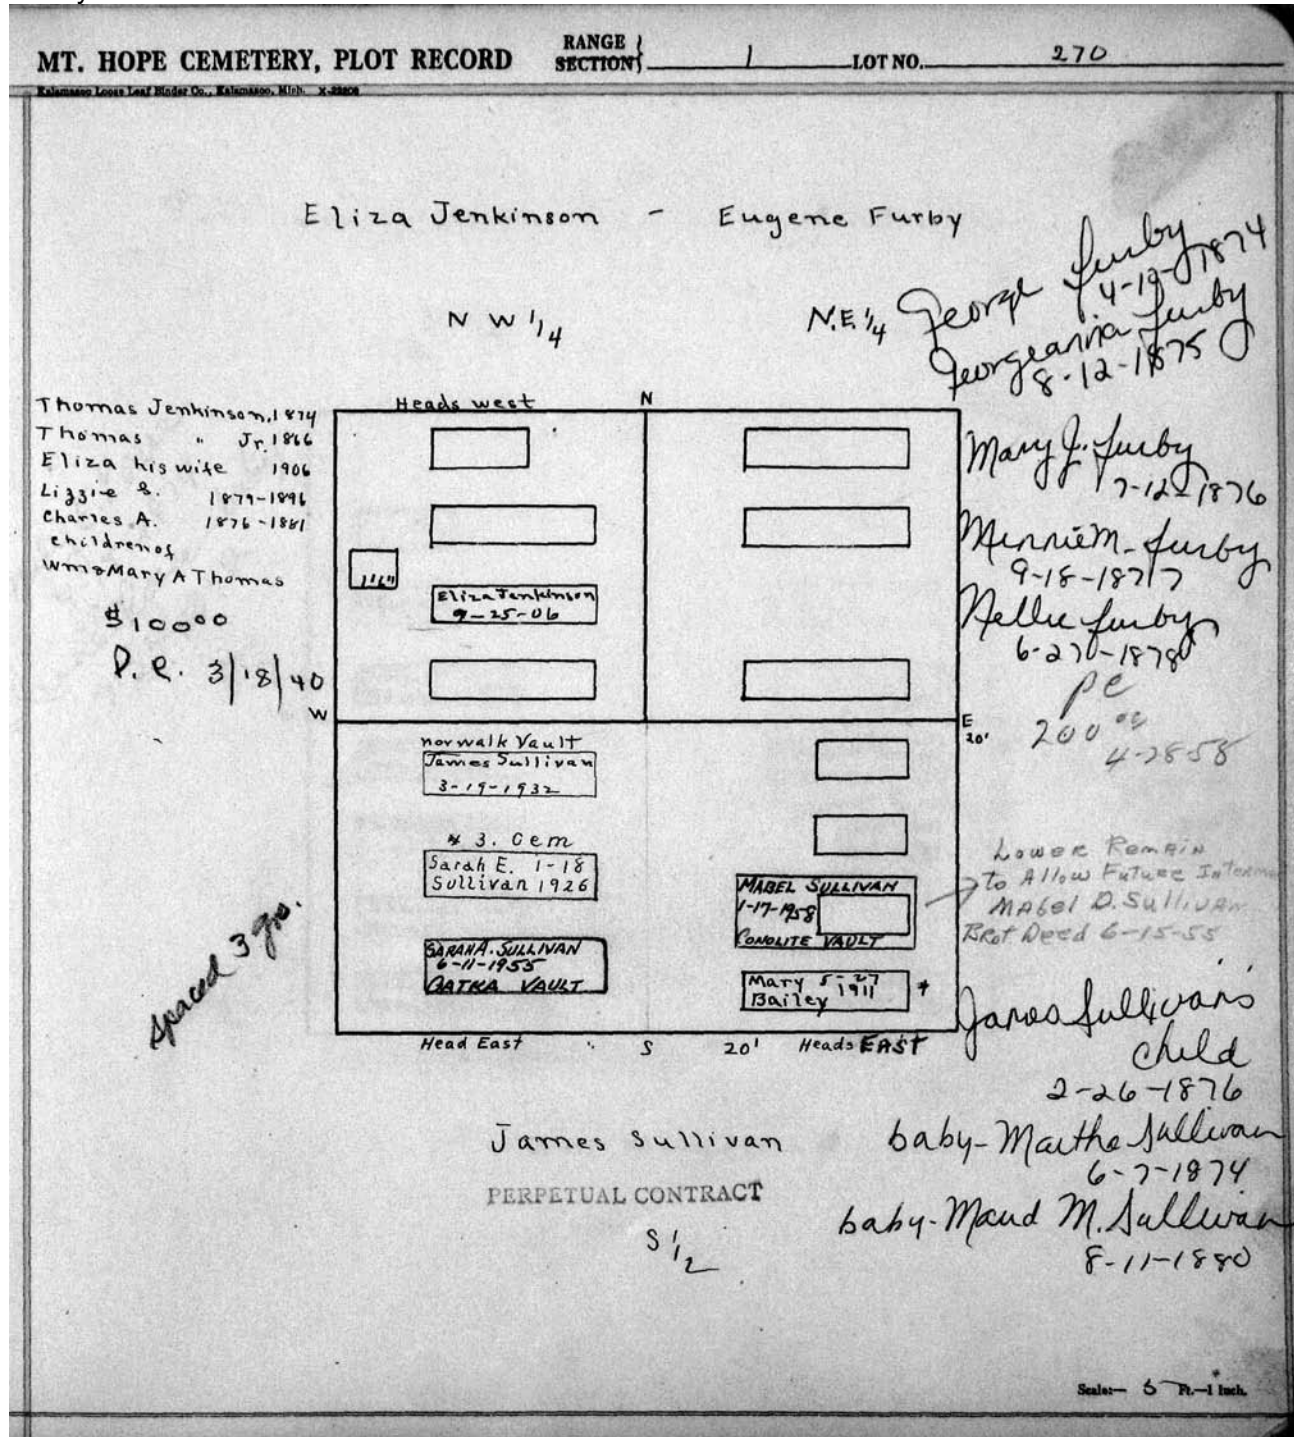 MT. HOPE CEMETERY, PLOT RECORD RANGE SECTION 1 LOT NO. 270
Kalamazoo Loose Leaf Binder Co., Kalamazoo, Mich.
Eliza Jenkinson - Eugene Furby
N W 1/4
N.E. 1/4
George Furby
1874
Georgeanna Furby
8-12-1875
Thomas Jenkinson, 1874
Thomas " Jr. 1866
Eliza his wife 1906
Lizzie 1879-1896
Charles A. 1876-1881
children of
Wm & Mary A Thomas
$100 00
P.C. 3/18/40
Heads west
N
1'6"
Eliza Jenkinson
9-25-06
Mary J. Furby
7-12-1876
Minnie M. Furby
9-18-1877
Nellie Furby
6-27-1878
pc
200 00
4-28-58
W
E
20'
norwalk Vault
James Sullivan
3-19-1932
3. Cem
Sarah E. 1-18
Sullivan 1926
SARAH A. SULLIVAN
6-11-1955
VAULT
MABEL SULLIVAN
1-17-1958
CONOLITE VAULT
Mary 5-27
Bailey 1911
Lower Remain
to Allow Future
Mabel D. Sullivan
Deed 6-15-55
Spaced 3 gra.
Head East
S
20'
Heads EAST
James Sullivan's
child
2-26-1876
baby-Martha Sullivan
6-7-1874
baby-Maud M. Sullivan
8-11-1880
James Sullivan
PERPETUAL CONTRACT
S 1/2
Scale:— 5 Ft.—1 Inch.